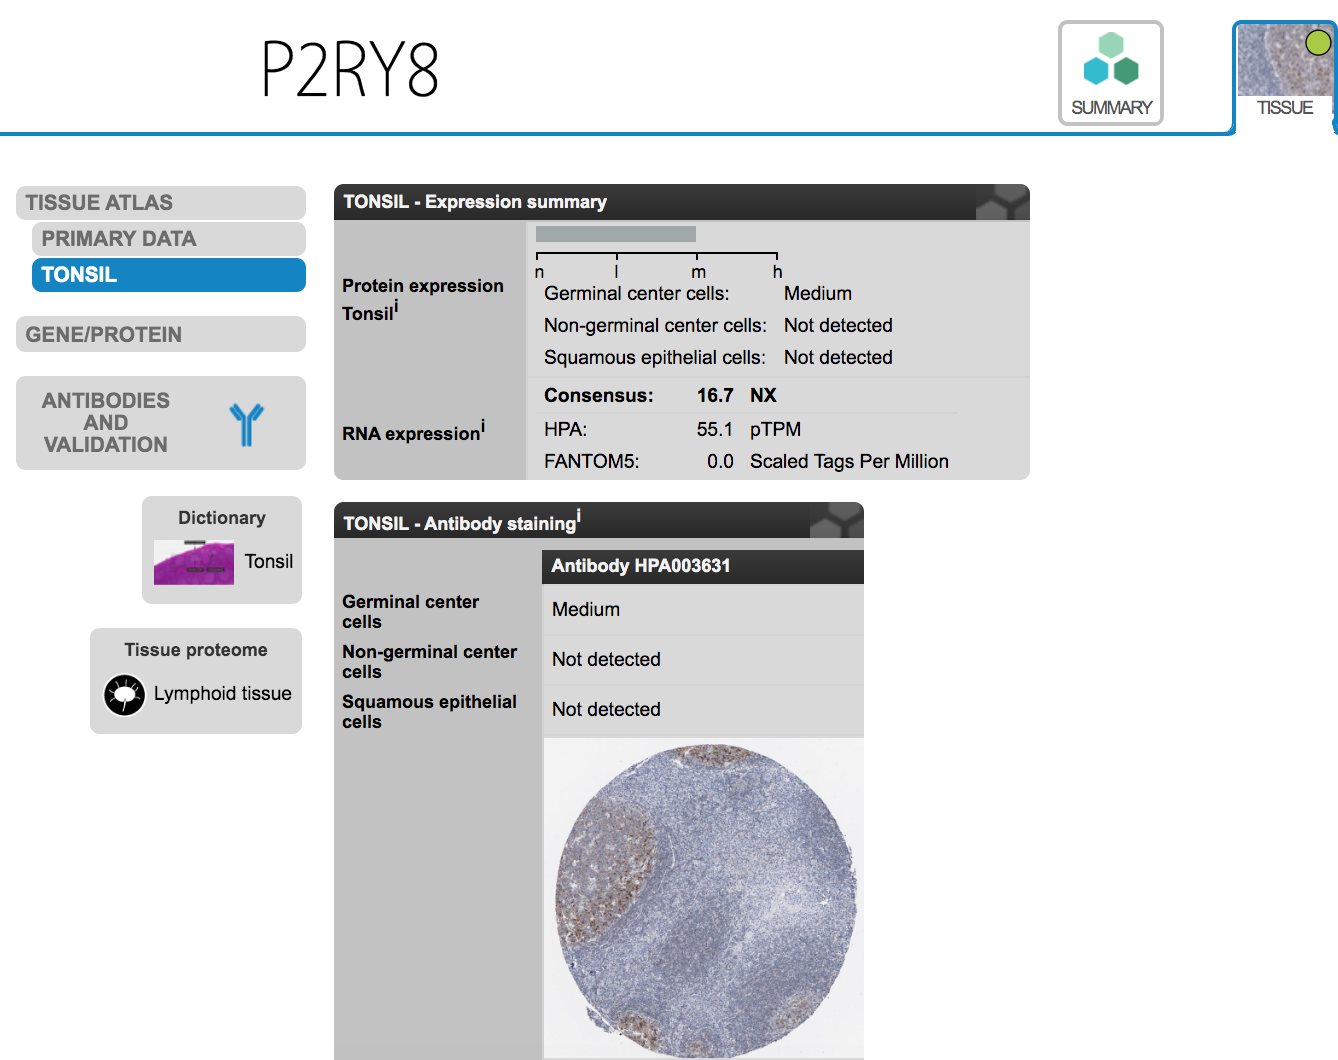 P2RY8
SUMMARY
TISSUE
TISSUE ATLAS
PRIMARY DATA
TONSIL
GENE/PROTEIN
ANTIBODIES
AND
VALIDATION
Dictionary
Tonsil
Tissue proteome
Lymphoid tissue
TONSIL - Expression summary
Protein expression
Tonsil i
n l m h
Germinal center cells: Medium
Non-germinal center cells: Not detected
Squamous epithelial cells: Not detected
RNA expression i
Consensus: 16.7 NX
HPA: 55.1 pTPM
FANTOM5: 0.0 Scaled Tags Per Million
TONSIL - Antibody staining i
Antibody HPA003631
Germinal center
cells
Medium
Non-germinal center
cells
Not detected
Squamous epithelial
cells
Not detected